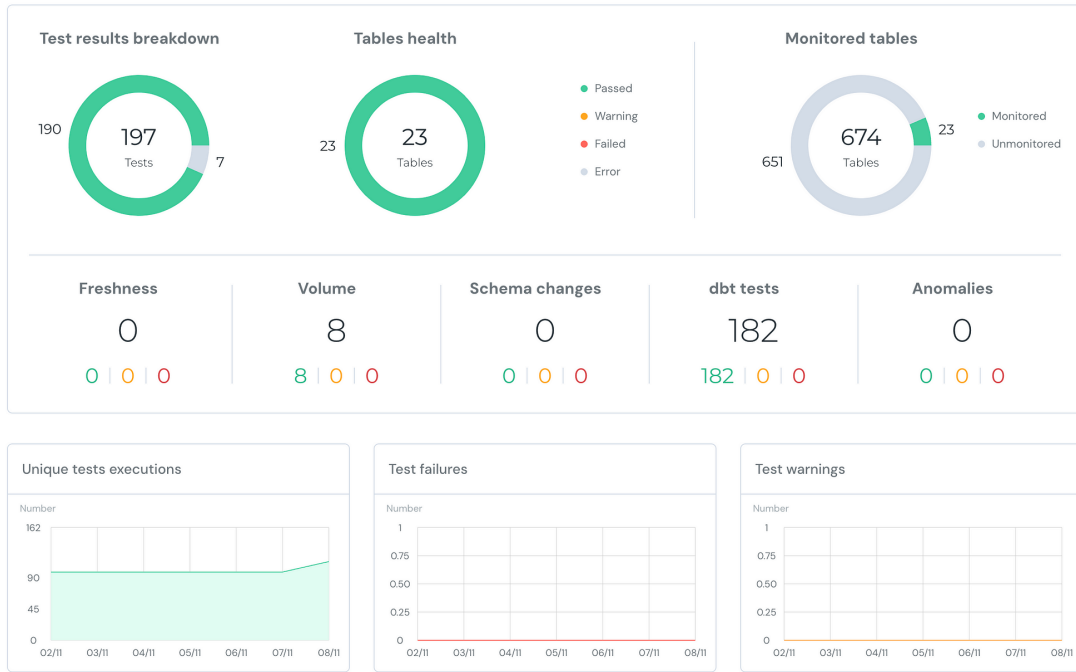 Test results breakdown
190
197
Tests
7
Tables health
23
23
Tables
Passed
Warning
Failed
Error
Monitored tables
651
674
Tables
23
Monitored
Unmonitored
Freshness
0
0 0 0
Volume
8
8 0 0
Schema changes
0
0 0 0
dbt tests
182
182 0 0
Anomalies
0
0 0 0
Unique tests executions
Number
162
90
45
0
02/11 03/11 04/11 05/11 06/11 07/11 08/11
Test failures
Number
1
0.75
0.50
0.25
0
02/11 03/11 04/11 05/11 06/11 07/11 08/11
Test warnings
Number
1
0.75
0.50
0.25
0
02/11 03/11 04/11 05/11 06/11 07/11 08/11